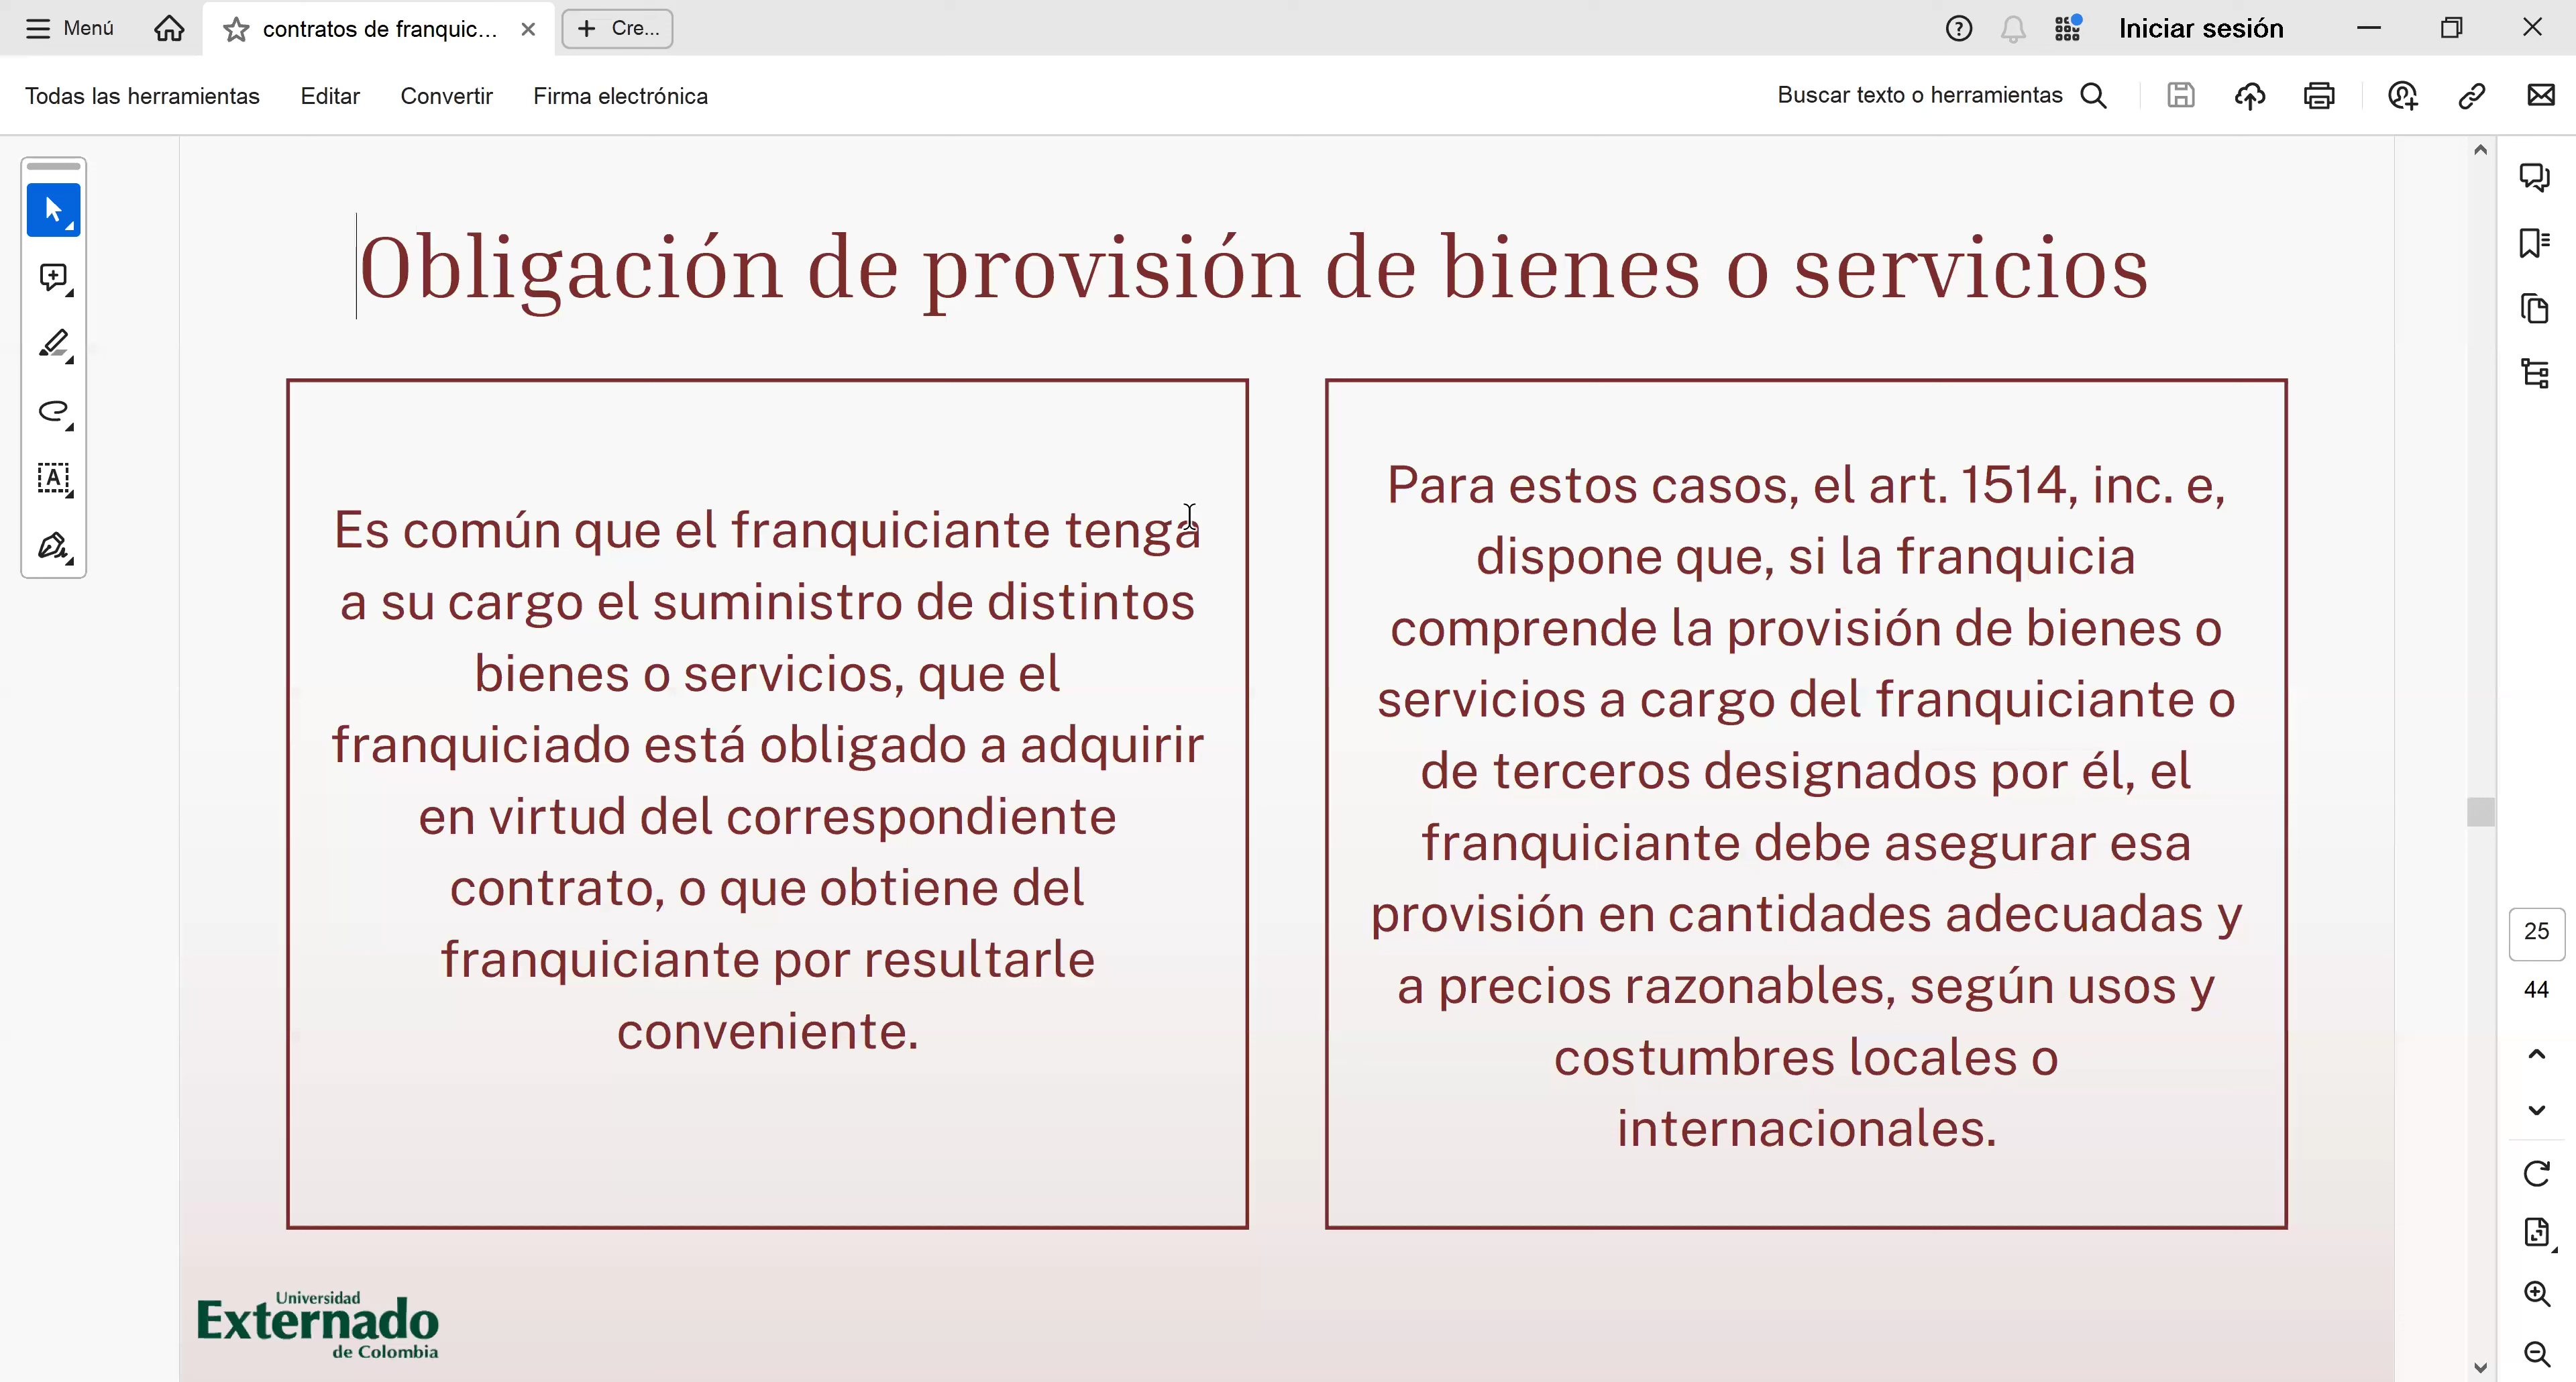 Menú
contratos de franquic...
Cre...
Iniciar sesión
Todas las herramientas
Editar
Convertir
Firma electrónica
Buscar texto o herramientas
Obligación de provisión de bienes o servicios
Es común que el franquiciante tenga
a su cargo el suministro de distintos
bienes o servicios, que el
franquiciado está obligado a adquirir
en virtud del correspondiente
contrato, o que obtiene del
franquiciante por resultarle
conveniente.
Para estos casos, el art. 1514, inc. e,
dispone que, si la franquicia
comprende la provisión de bienes o
servicios a cargo del franquiciante o
de terceros designados por él, el
franquiciante debe asegurar esa
provisión en cantidades adecuadas y
a precios razonables, según usos y
costumbres locales o
internacionales.
Universidad
Externado
de Colombia
25
44